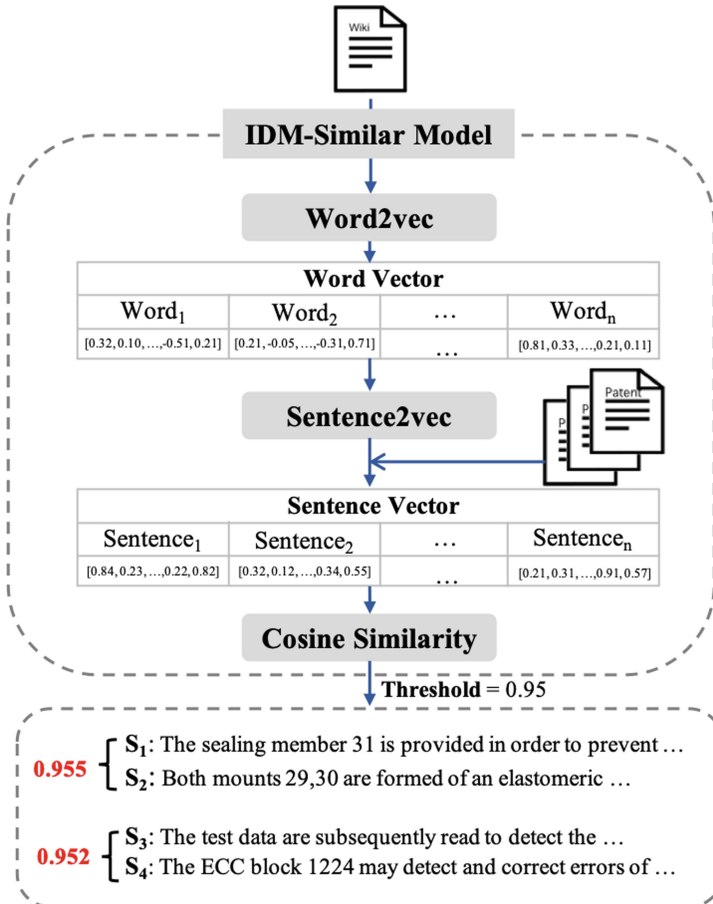 Wiki
IDM-Similar Model
Word2vec
Word Vector
Word₁ Word₂ … Wordₙ
[0.32, 0.10, …,-0.51, 0.21] [0.21, -0.05, …,-0.31, 0.71] … [0.81, 0.33, …,0.21, 0.11]
Patent
P P
Sentence2vec
Sentence Vector
Sentence₁ Sentence₂ … Sentenceₙ
[0.84, 0.23, …,0.22, 0.82] [0.32, 0.12, …,0.34, 0.55] … [0.21, 0.31, …,0.91, 0.57]
Cosine Similarity
Threshold = 0.95
0.955
S₁: The sealing member 31 is provided in order to prevent …
S₂: Both mounts 29,30 are formed of an elastomeric …
0.952
S₃: The test data are subsequently read to detect the …
S₄: The ECC block 1224 may detect and correct errors of …